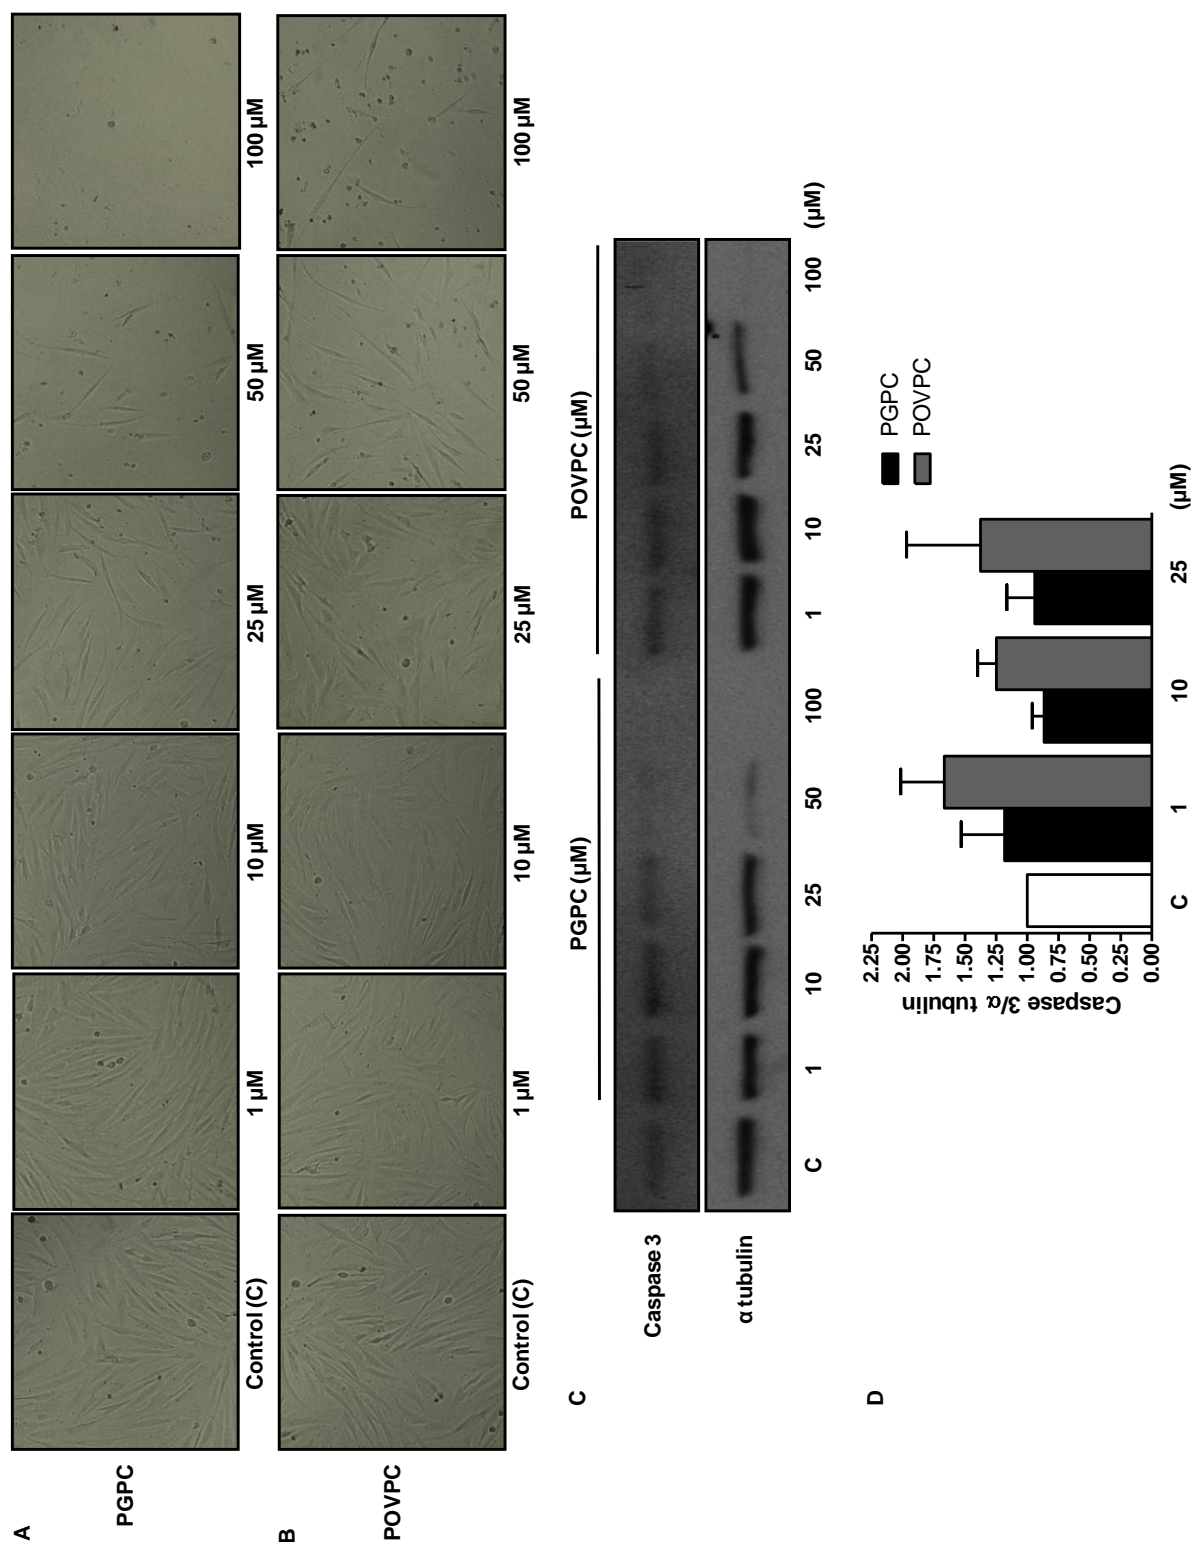 A
PGPC
Control (C)
1 µM
10 µM
25 µM
50 µM
100 µM
B
POVPC
Control (C)
1 µM
10 µM
25 µM
50 µM
100 µM
C
PGPC (µM)
POVPC (µM)
Caspase 3
α tubulin
C 1 10 25 50 100 1 10 25 50 100 (µM)
D
PGPC
POVPC
Caspase 3/α tubulin
2.25
2.00
1.75
1.50
1.25
1.00
0.75
0.50
0.25
0.00
C 1 10 25 (µM)